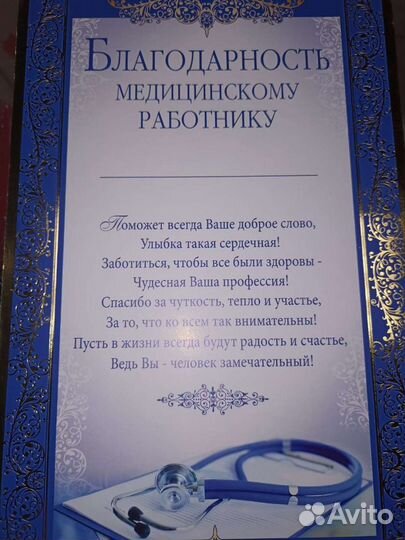 БЛАГОДАРНОСТЬ
МЕДИЦИНСКОМУ
РАБОТНИКУ
Поможет всегда Ваше доброе слово,
Улыбка такая сердечная!
Заботиться, чтобы все были здоровы -
Чудесная Ваша профессия!
Спасибо за чуткость, тепло и участье,
За то, что ко всем так внимательны!
Пусть в жизни всегда будут радость и счастье,
Ведь Вы - человек замечательный!
Avito